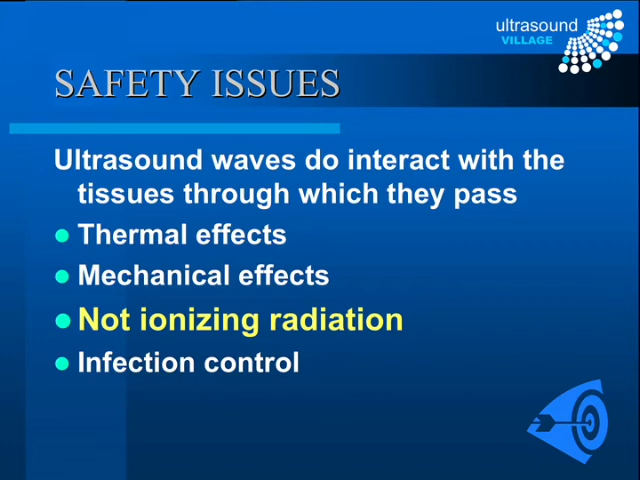 ultrasound
VILLAGE
SAFETY ISSUES
Ultrasound waves do interact with the
tissues through which they pass
Thermal effects
Mechanical effects
Not ionizing radiation
Infection control